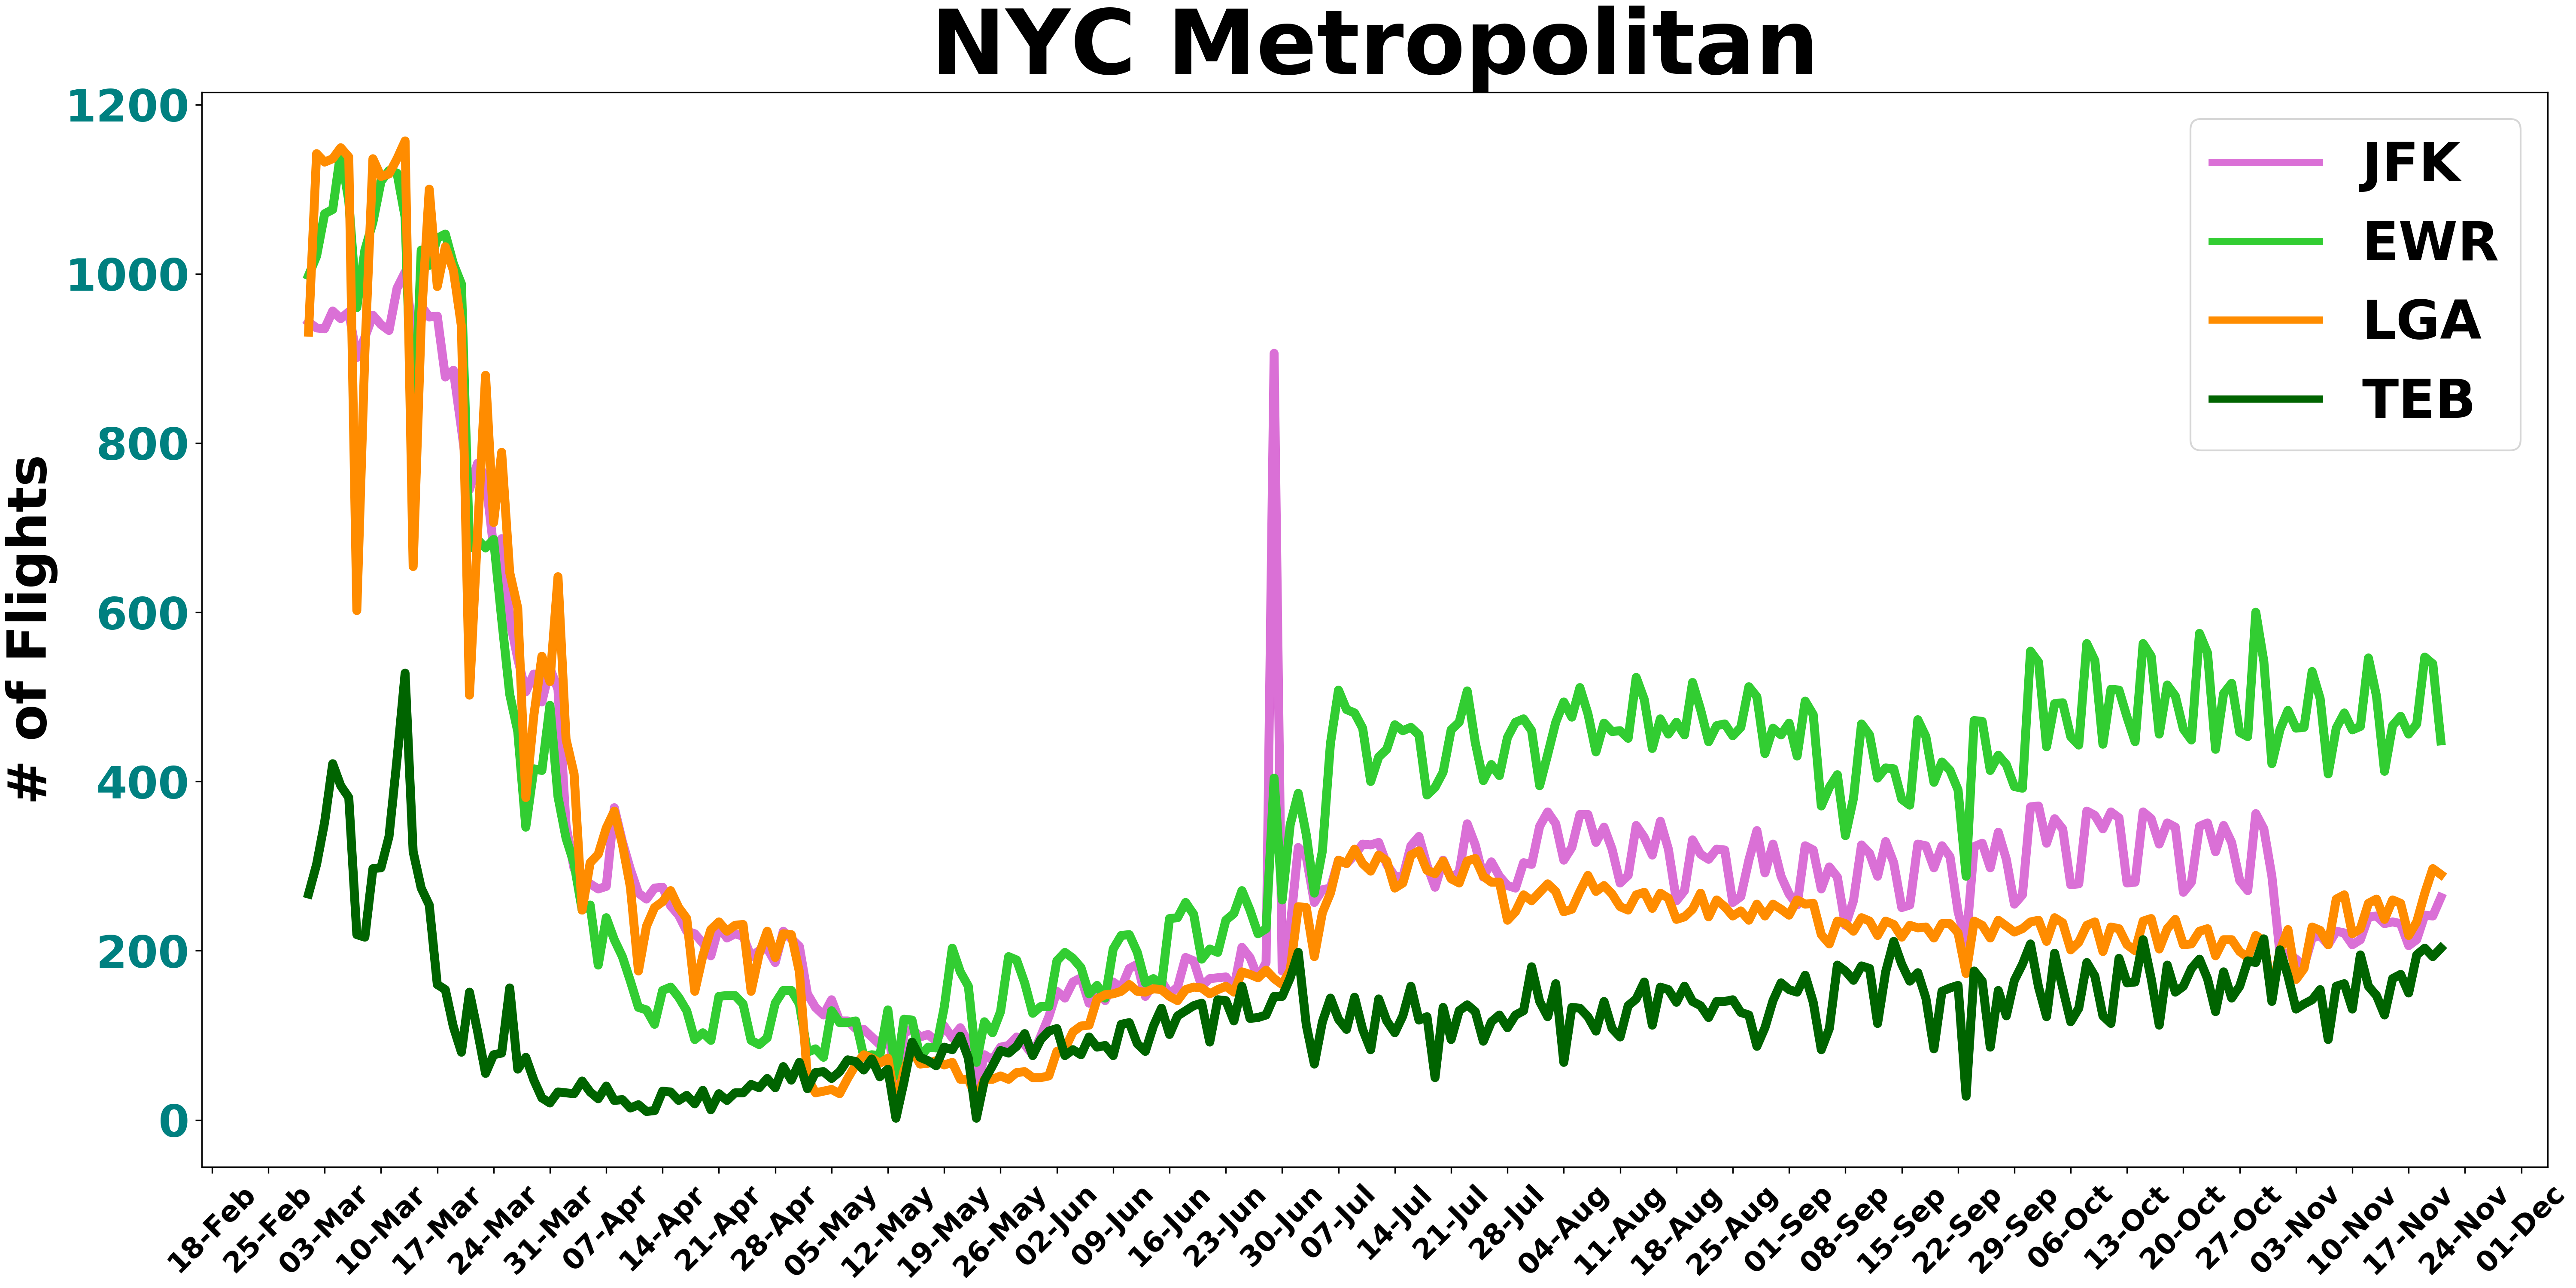 NYC Metropolitan
# of Flights
1200
1000
800
600
400
200
0
JFK
EWR
LGA
TEB
18-Feb
25-Feb
03-Mar
10-Mar
17-Mar
24-Mar
31-Mar
07-Apr
14-Apr
21-Apr
28-Apr
05-May
12-May
19-May
26-May
02-Jun
09-Jun
16-Jun
23-Jun
30-Jun
07-Jul
14-Jul
21-Jul
28-Jul
04-Aug
11-Aug
18-Aug
25-Aug
01-Sep
08-Sep
15-Sep
22-Sep
29-Sep
06-Oct
13-Oct
20-Oct
27-Oct
03-Nov
10-Nov
17-Nov
24-Nov
01-Dec